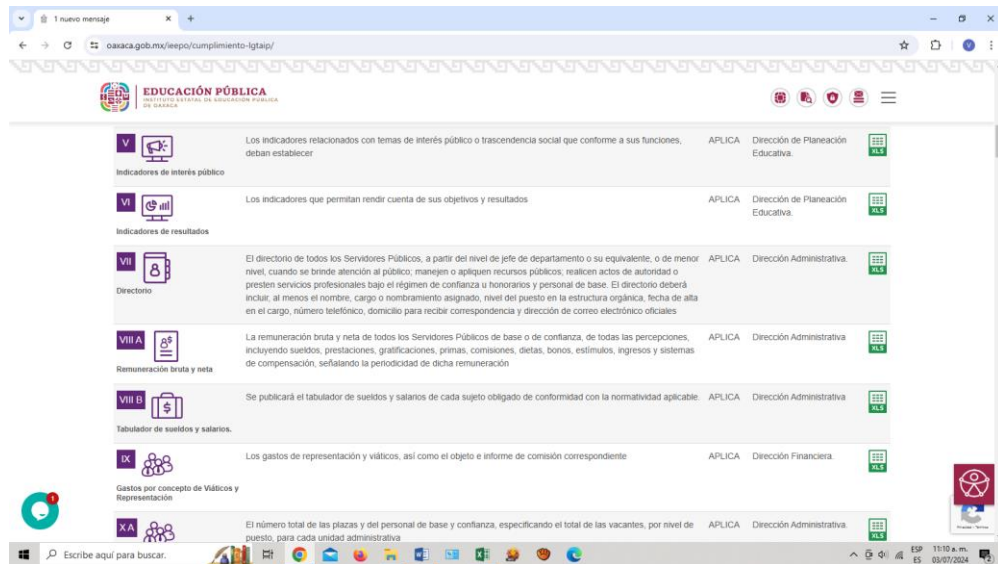 1 nuevo mensaje
oaxaca.gob.mx/ieepo/cumplimiento-lgtaip/
V
EDUCACIÓN PÚBLICA
INSTITUTO ESTATAL DE EDUCACIÓN PÚBLICA
DE OAXACA
V
Los indicadores relacionados con temas de interés público o trascendencia social que conforme a sus funciones,
deban establecer
APLICA
Dirección de Planeación
Educativa.
XLS
Indicadores de interés público
VI
Los indicadores que permitan rendir cuenta de sus objetivos y resultados
APLICA
Dirección de Planeación
Educativa.
XLS
Indicadores de resultados
VII
El directorio de todos los Servidores Públicos, a partir del nivel de jefe de departamento o su equivalente, o de menor
nivel, cuando se brinde atención al público; manejen o apliquen recursos públicos; realicen actos de autoridad o
presten servicios profesionales bajo el régimen de confianza u honorarios y personal de base. El directorio deberá
incluir, al menos el nombre, cargo o nombramiento asignado, nivel del puesto en la estructura orgánica, fecha de alta
en el cargo, número telefónico, domicilio para recibir correspondencia y dirección de correo electrónico oficiales
APLICA
Dirección Administrativa.
XLS
Directorio
VIII A
La remuneración bruta y neta de todos los Servidores Públicos de base o de confianza, de todas las percepciones,
incluyendo sueldos, prestaciones, gratificaciones, primas, comisiones, dietas, bonos, estímulos, ingresos y sistemas
de compensación, señalando la periodicidad de dicha remuneración
APLICA
Dirección Administrativa
XLS
Remuneración bruta y neta
VIII B
Se publicará el tabulador de sueldos y salarios de cada sujeto obligado de conformidad con la normatividad aplicable.
APLICA
Dirección Administrativa
XLS
Tabulador de sueldos y salarios.
IX
Los gastos de representación y viáticos, así como el objeto e informe de comisión correspondiente
APLICA
Dirección Financiera.
XLS
Gastos por concepto de Viáticos y
Representación
1
X A
El número total de las plazas y del personal de base y confianza, especificando el total de las vacantes, por nivel de
puesto, para cada unidad administrativa
APLICA
Dirección Administrativa.
XLS
Escribe aquí para buscar.
ESP
ES
11:10 a. m.
03/07/2024
2